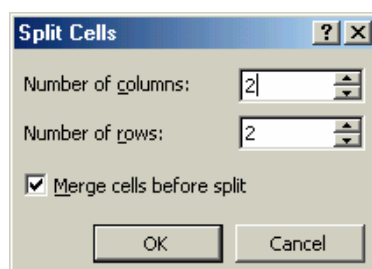 Split Cells
Number of columns: 2
Number of rows: 2
Merge cells before split
OK Cancel